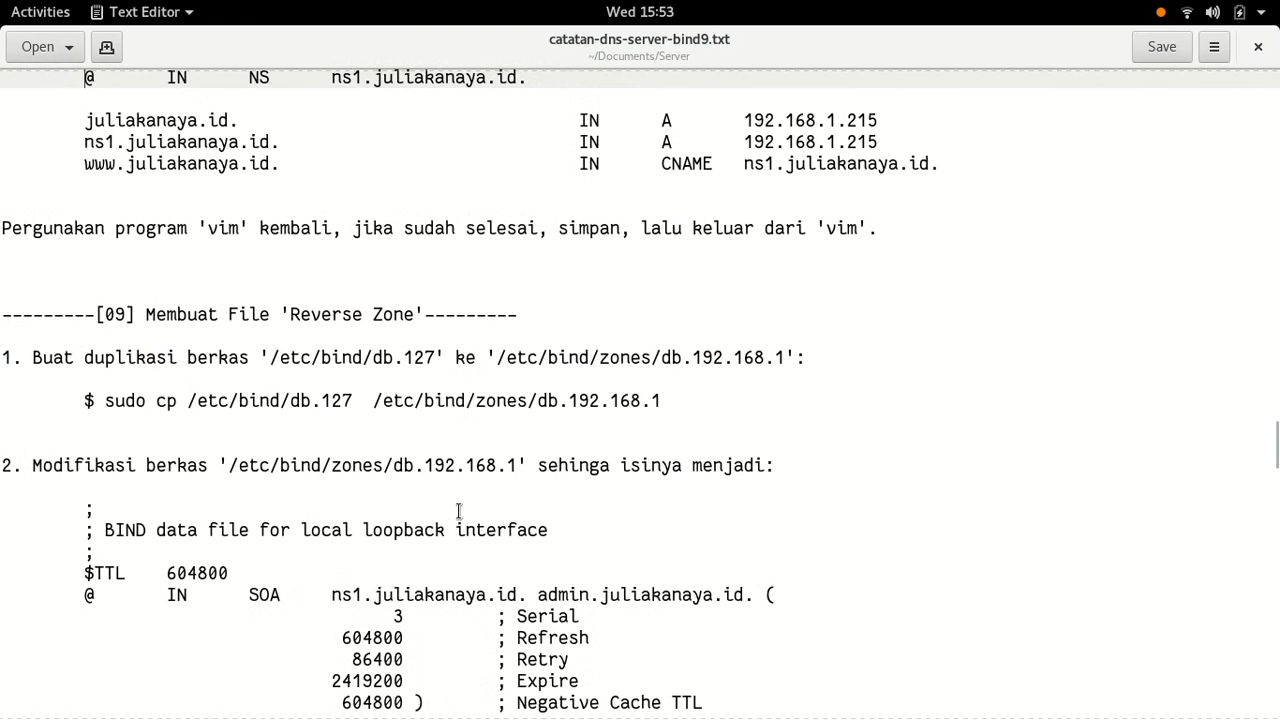 Activities Text Editor Wed 15:53
Open catatan-dns-server-bind9.txt Save
~/Documents/Server
@ IN NS ns1.juliakanaya.id.
juliakanaya.id. IN A 192.168.1.215
ns1.juliakanaya.id. IN A 192.168.1.215
www.juliakanaya.id. IN CNAME ns1.juliakanaya.id.
Pergunakan program 'vim' kembali, jika sudah selesai, simpan, lalu keluar dari 'vim'.
---------[09] Membuat File 'Reverse Zone'---------
1. Buat duplikasi berkas '/etc/bind/db.127' ke '/etc/bind/zones/db.192.168.1':
$ sudo cp /etc/bind/db.127  /etc/bind/zones/db.192.168.1
2. Modifikasi berkas '/etc/bind/zones/db.192.168.1' sehinga isinya menjadi:
;
; BIND data file for local loopback interface
;
$TTL 604800
@ IN SOA ns1.juliakanaya.id. admin.juliakanaya.id. (
3 ; Serial
604800 ; Refresh
86400 ; Retry
2419200 ; Expire
604800 ) ; Negative Cache TTL